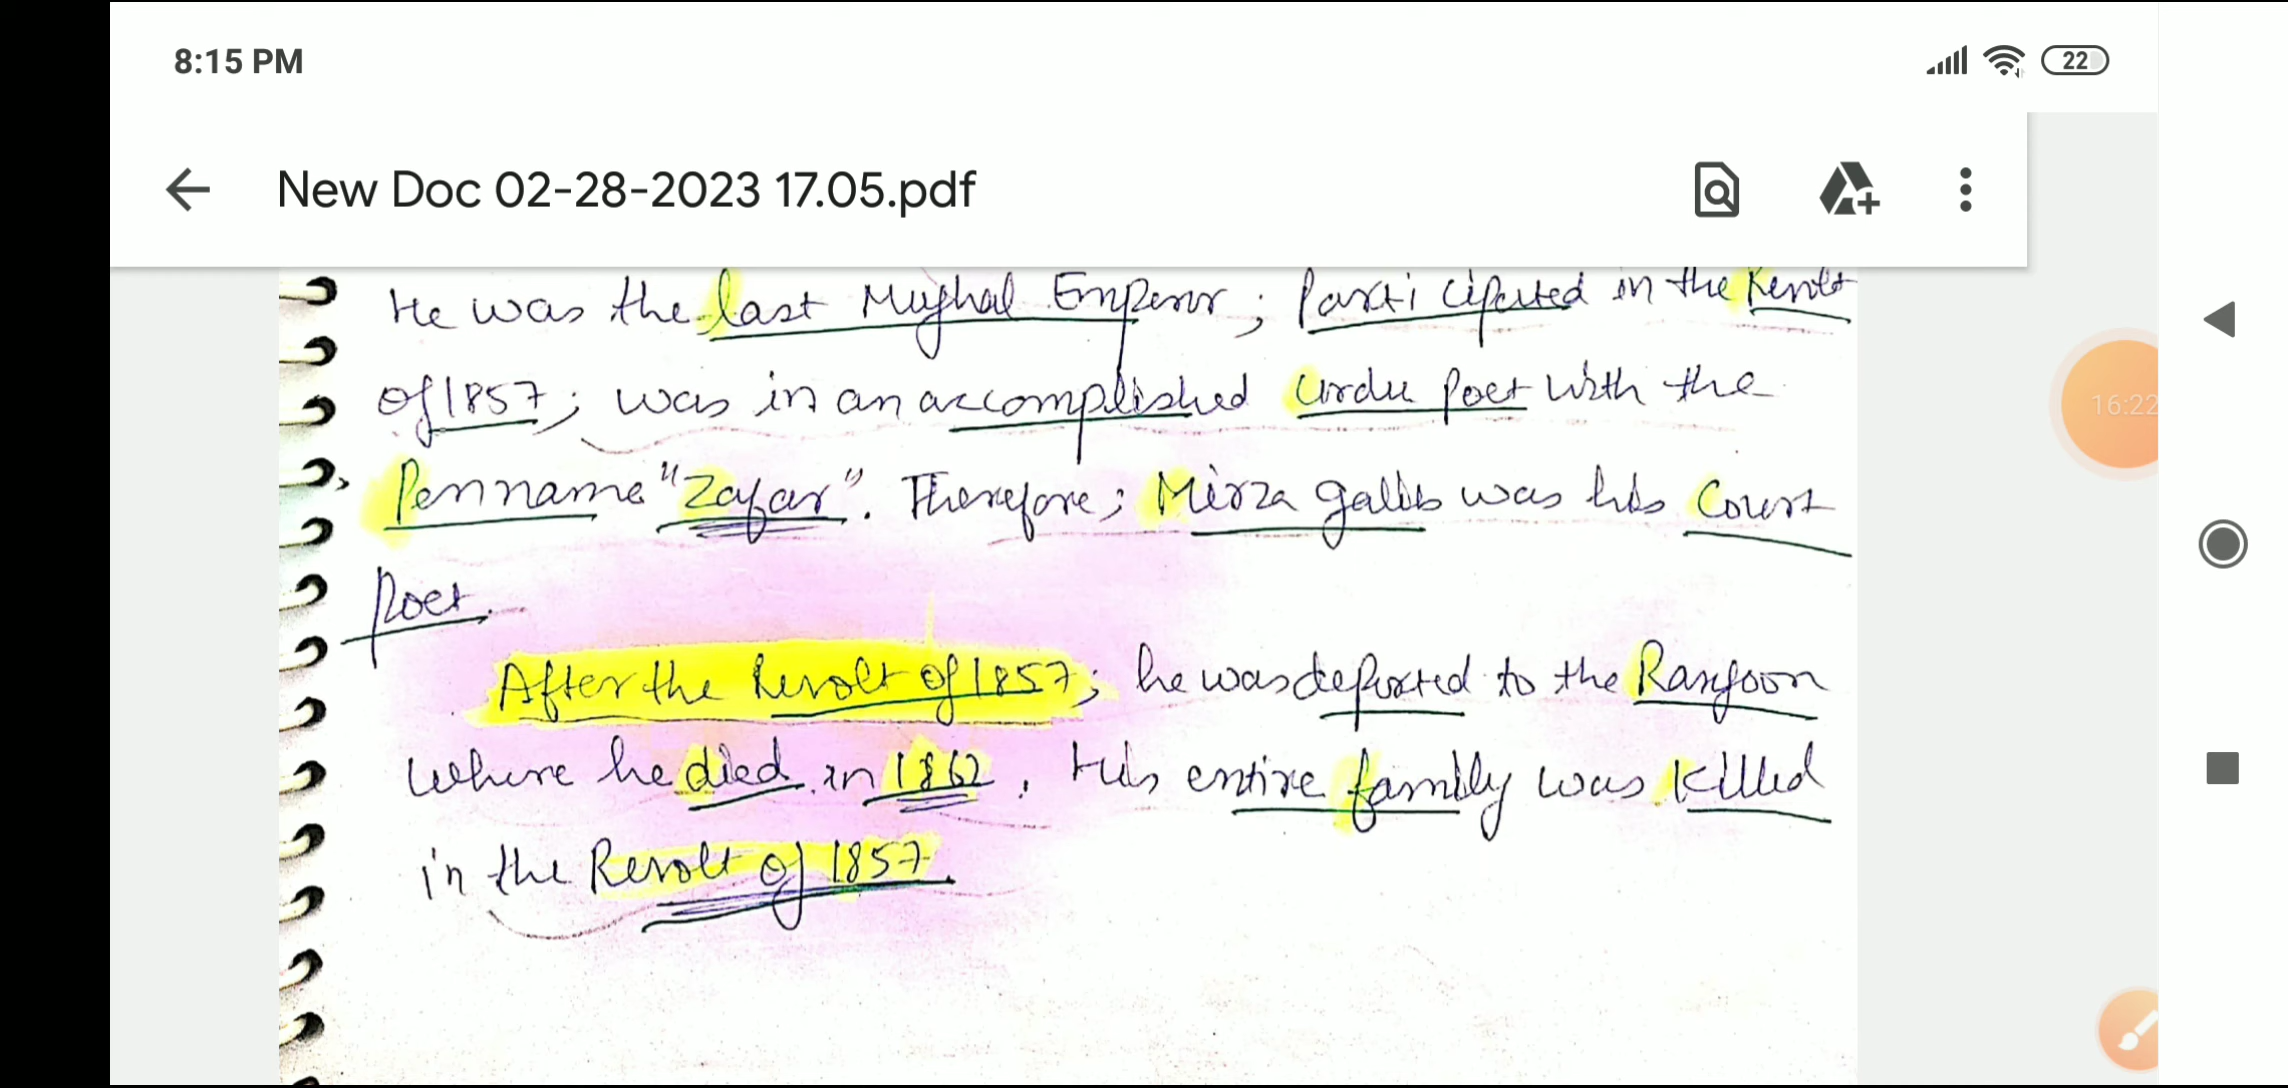 8:15 PM
22
New Doc 02-28-2023 17.05.pdf
He was the last Mughal Emperor; Participated in the Revolt
of 1857; was in an accomplished Urdu Poet with the
16:22
Penname "Zafar". Therefore; Mirza galib was his Court
Poet.
After the Revolt of 1857; he was deported to the Rangoon
where he died in 1862. His entire family was killed
in the Revolt of 1857.